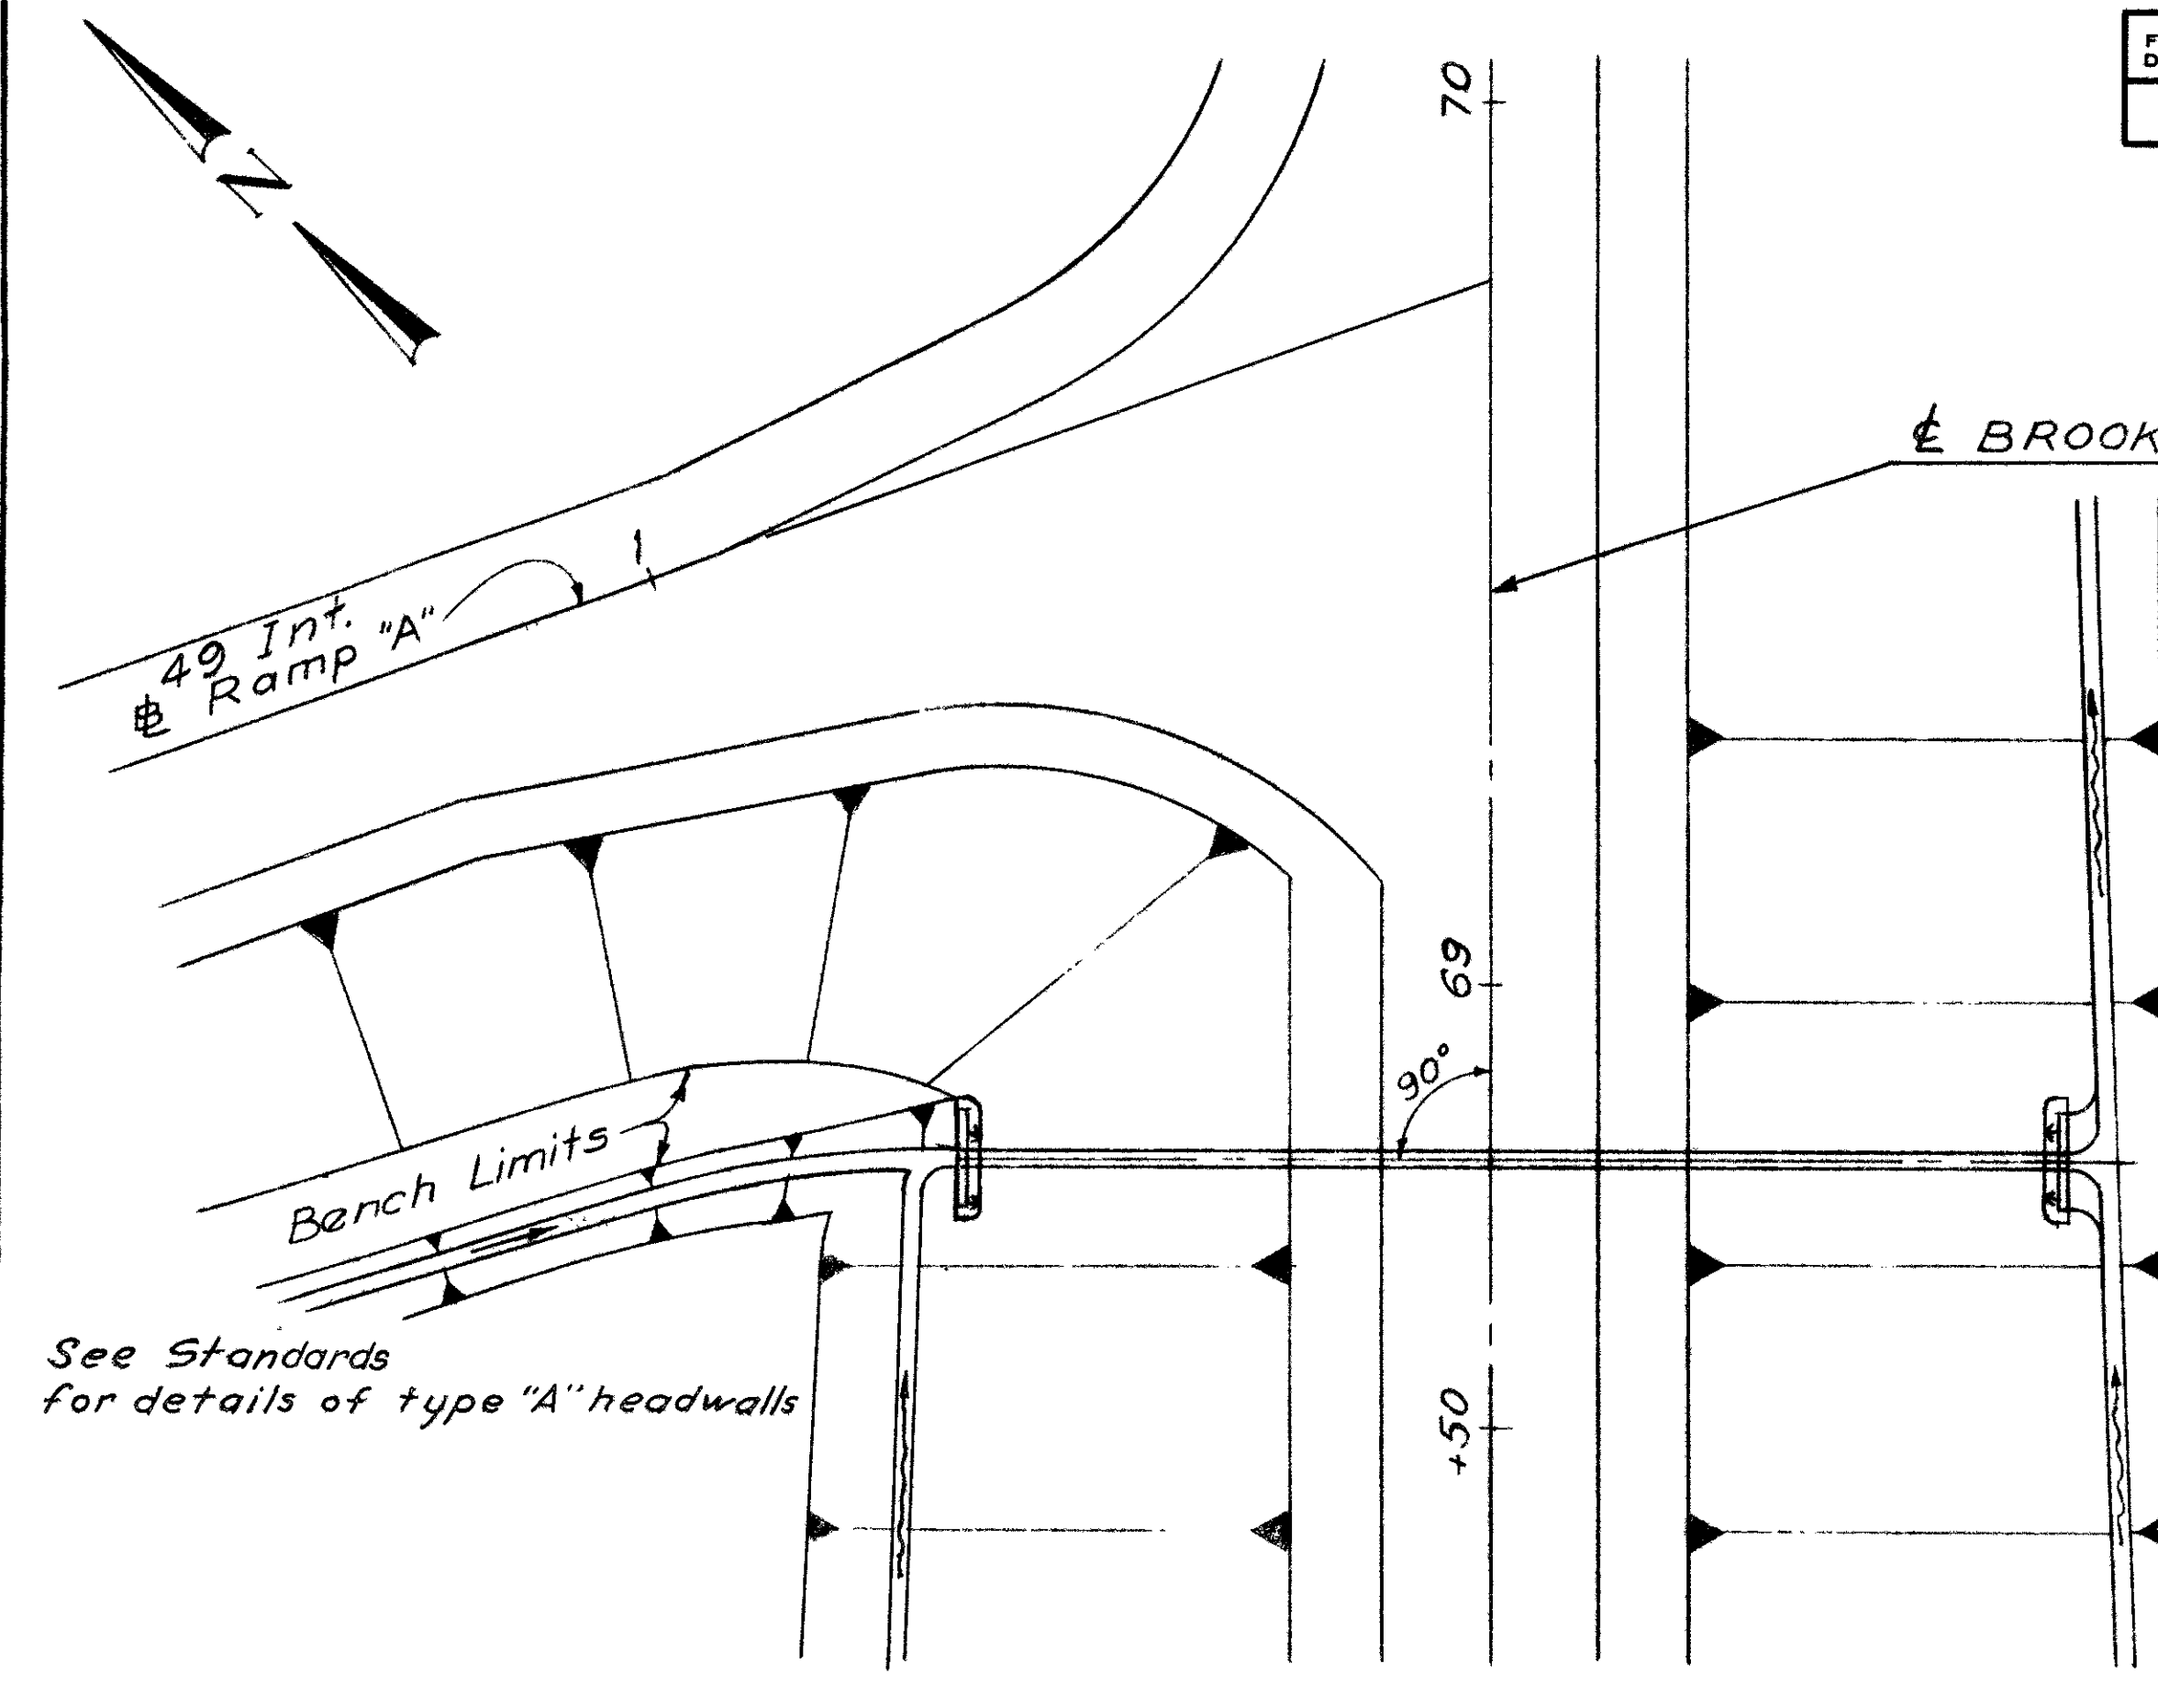 F
D
N
70
℄ BROOK
1
49 Int.
℄ Ramp "A"
69
90°
Bench Limits
See Standards
for details of type "A" headwalls
+50